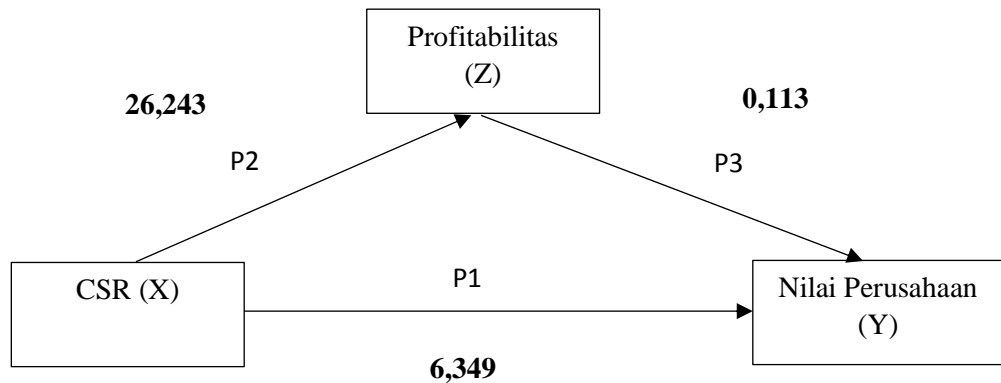 Profitabilitas
(Z)
26,243
0,113
P2
P3
CSR (X)
P1
Nilai Perusahaan
(Y)
6,349